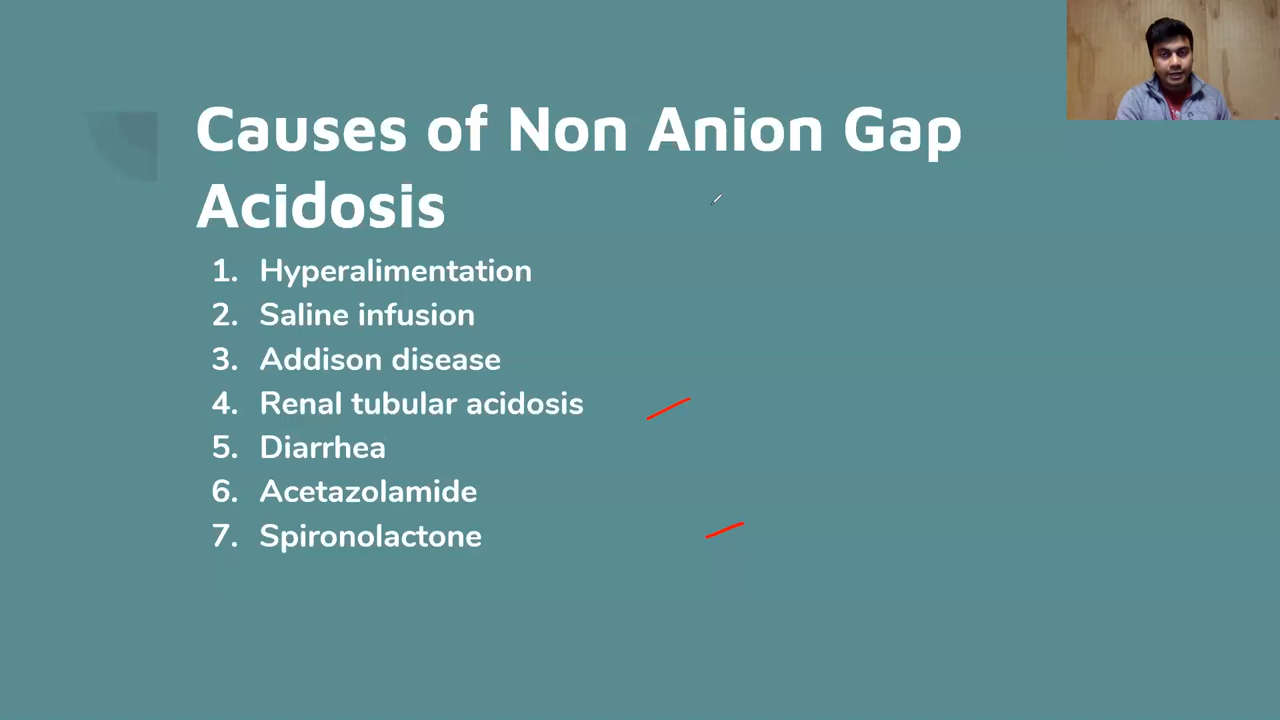 Causes of Non Anion Gap
Acidosis
1. Hyperalimentation
2. Saline infusion
3. Addison disease
4. Renal tubular acidosis
5. Diarrhea
6. Acetazolamide
7. Spironolactone